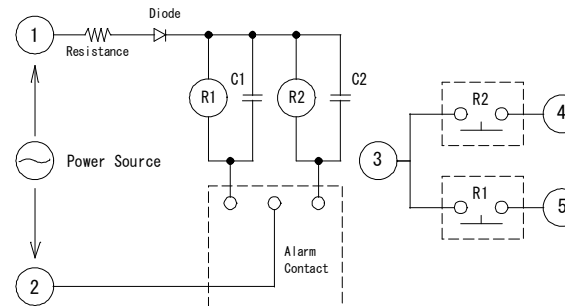 1
Resistance
Diode
R1
C1
R2
C2
Power Source
2
Alarm
Contact
3
R2
4
R1
5